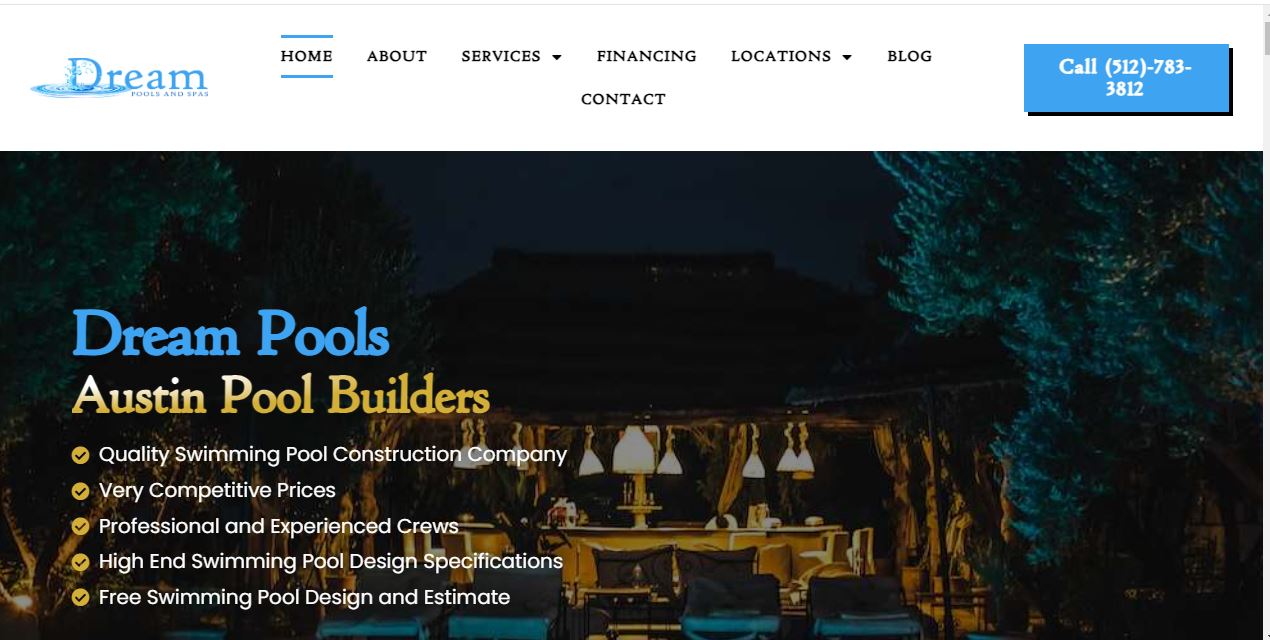 Dream
POOLS AND SPAS
HOME ABOUT SERVICES FINANCING LOCATIONS BLOG
CONTACT
Call (512)-783-
3812
Dream Pools
Austin Pool Builders
Quality Swimming Pool Construction Company
Very Competitive Prices
Professional and Experienced Crews
High End Swimming Pool Design Specifications
Free Swimming Pool Design and Estimate